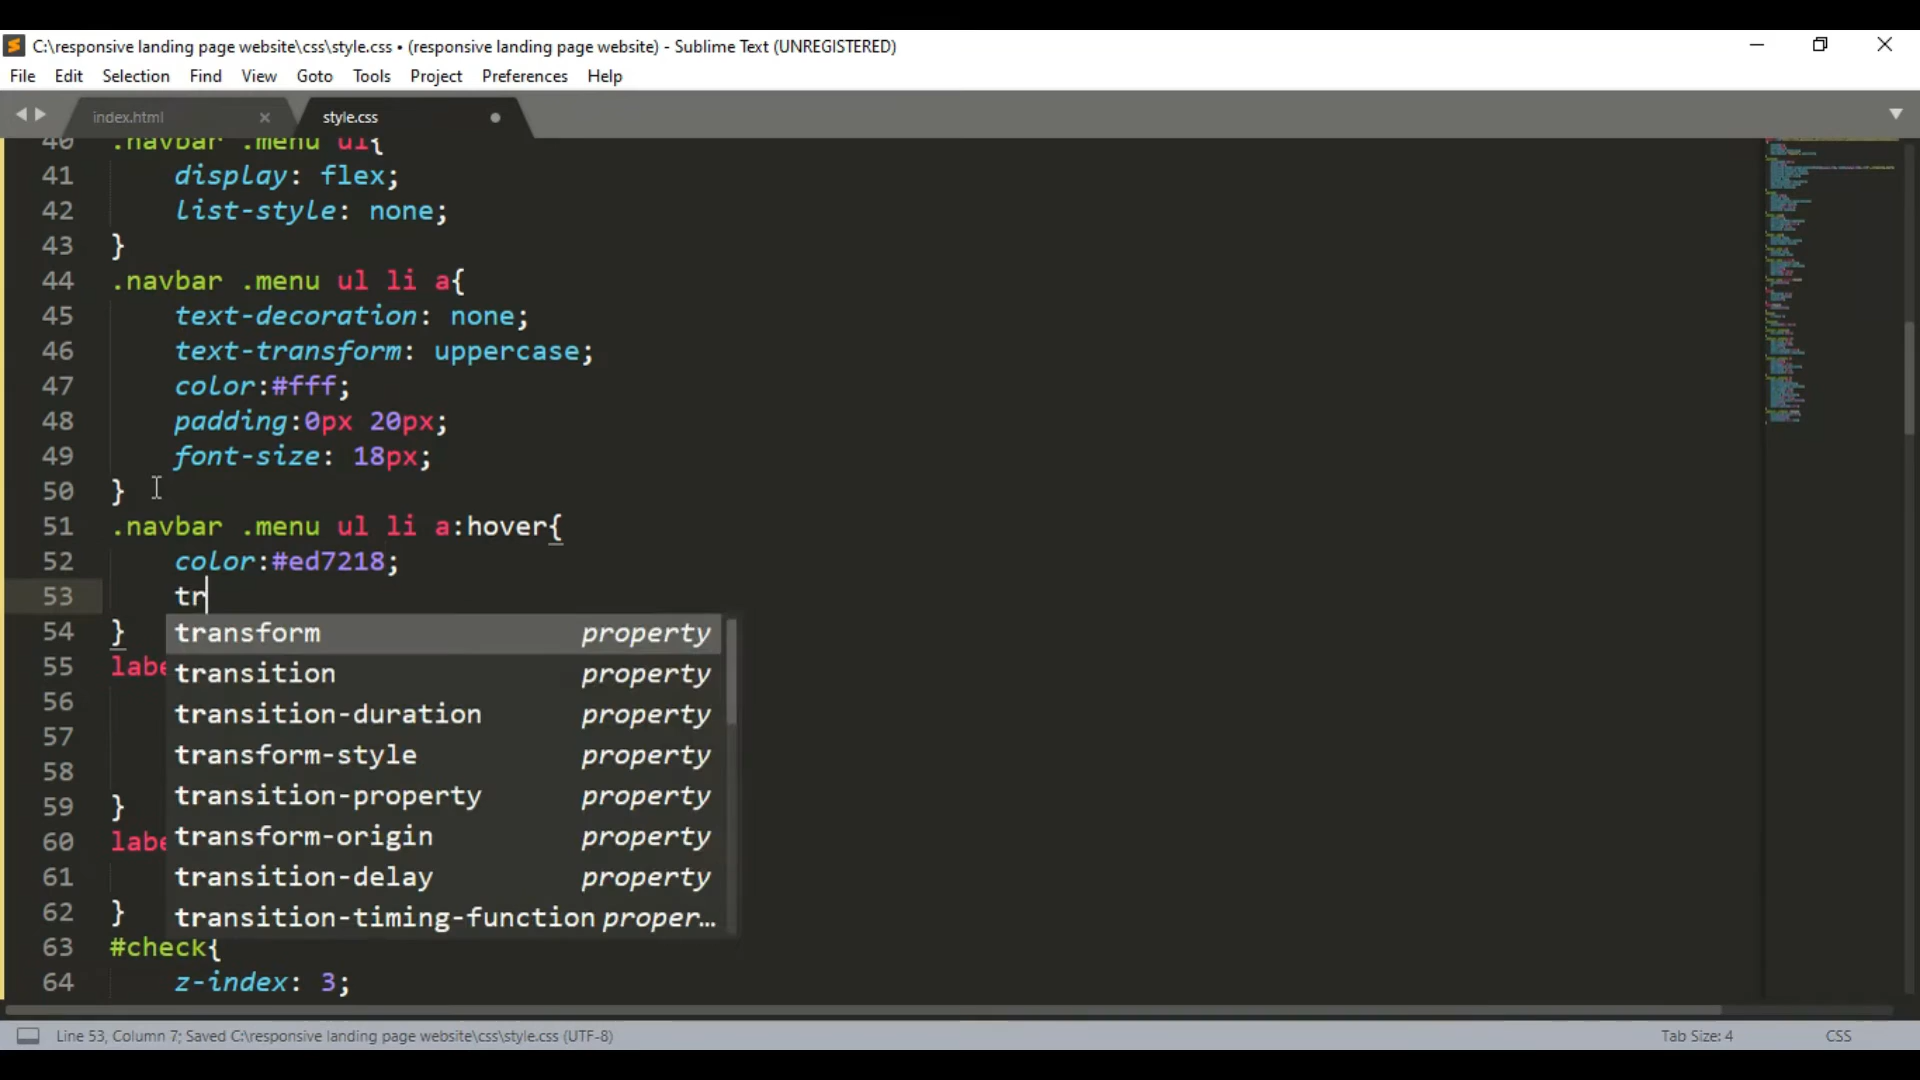 C:\responsive landing page website\css\style.css • (responsive landing page website) - Sublime Text (UNREGISTERED)
File Edit Selection Find View Goto Tools Project Preferences Help
index.html × style.css
40 .navbar .menu ul{
41 display: flex;
42 list-style: none;
43 }
44 .navbar .menu ul li a{
45 text-decoration: none;
46 text-transform: uppercase;
47 color:#fff;
48 padding:0px 20px;
49 font-size: 18px;
50 }
51 .navbar .menu ul li a:hover{
52 color:#ed7218;
53 tr
54 } transform property
55 labe transition property
56 transition-duration property
57 transform-style property
58
59 } transition-property property
60 labe transform-origin property
61 transition-delay property
62 } transition-timing-function proper…
63 #check{
64 z-index: 3;
Line 53, Column 7; Saved C:\responsive landing page website\css\style.css (UTF-8) Tab Size: 4 CSS